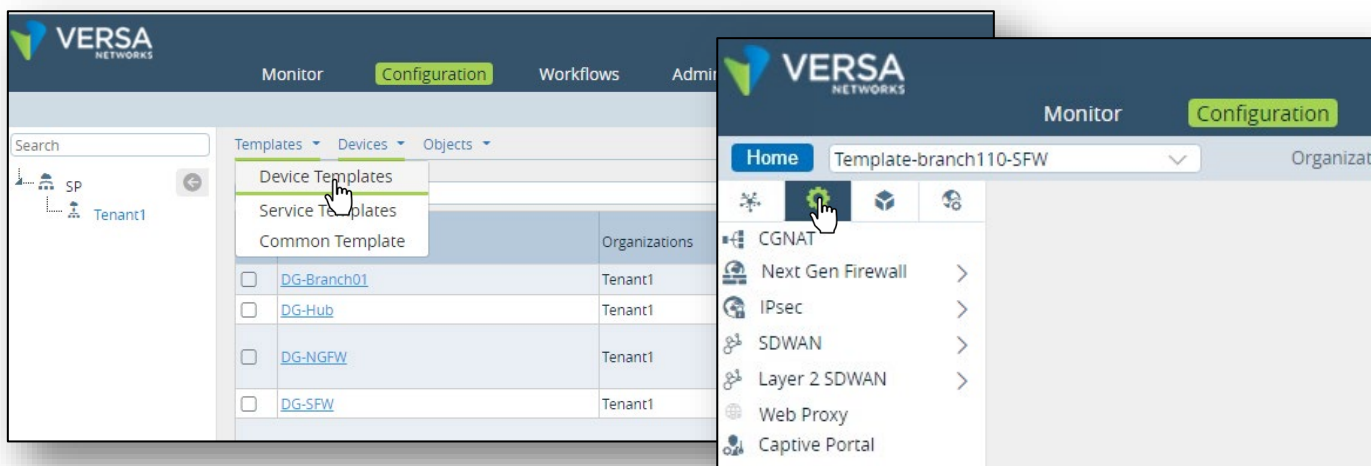 VERSA
NETWORKS
Monitor Configuration Workflows
Search
SP
Tenant1
Templates Devices Objects
Device Templates
Service Templates
Common Template
Organizations
DG-Branch01 Tenant1
DG-Hub Tenant1
DG-NGFW Tenant1
DG-SFW Tenant1
VERSA
NETWORKS
Monitor Configuration
Home Template-branch110-SFW
CGNAT
Next Gen Firewall
IPsec
SDWAN
Layer 2 SDWAN
Web Proxy
Captive Portal